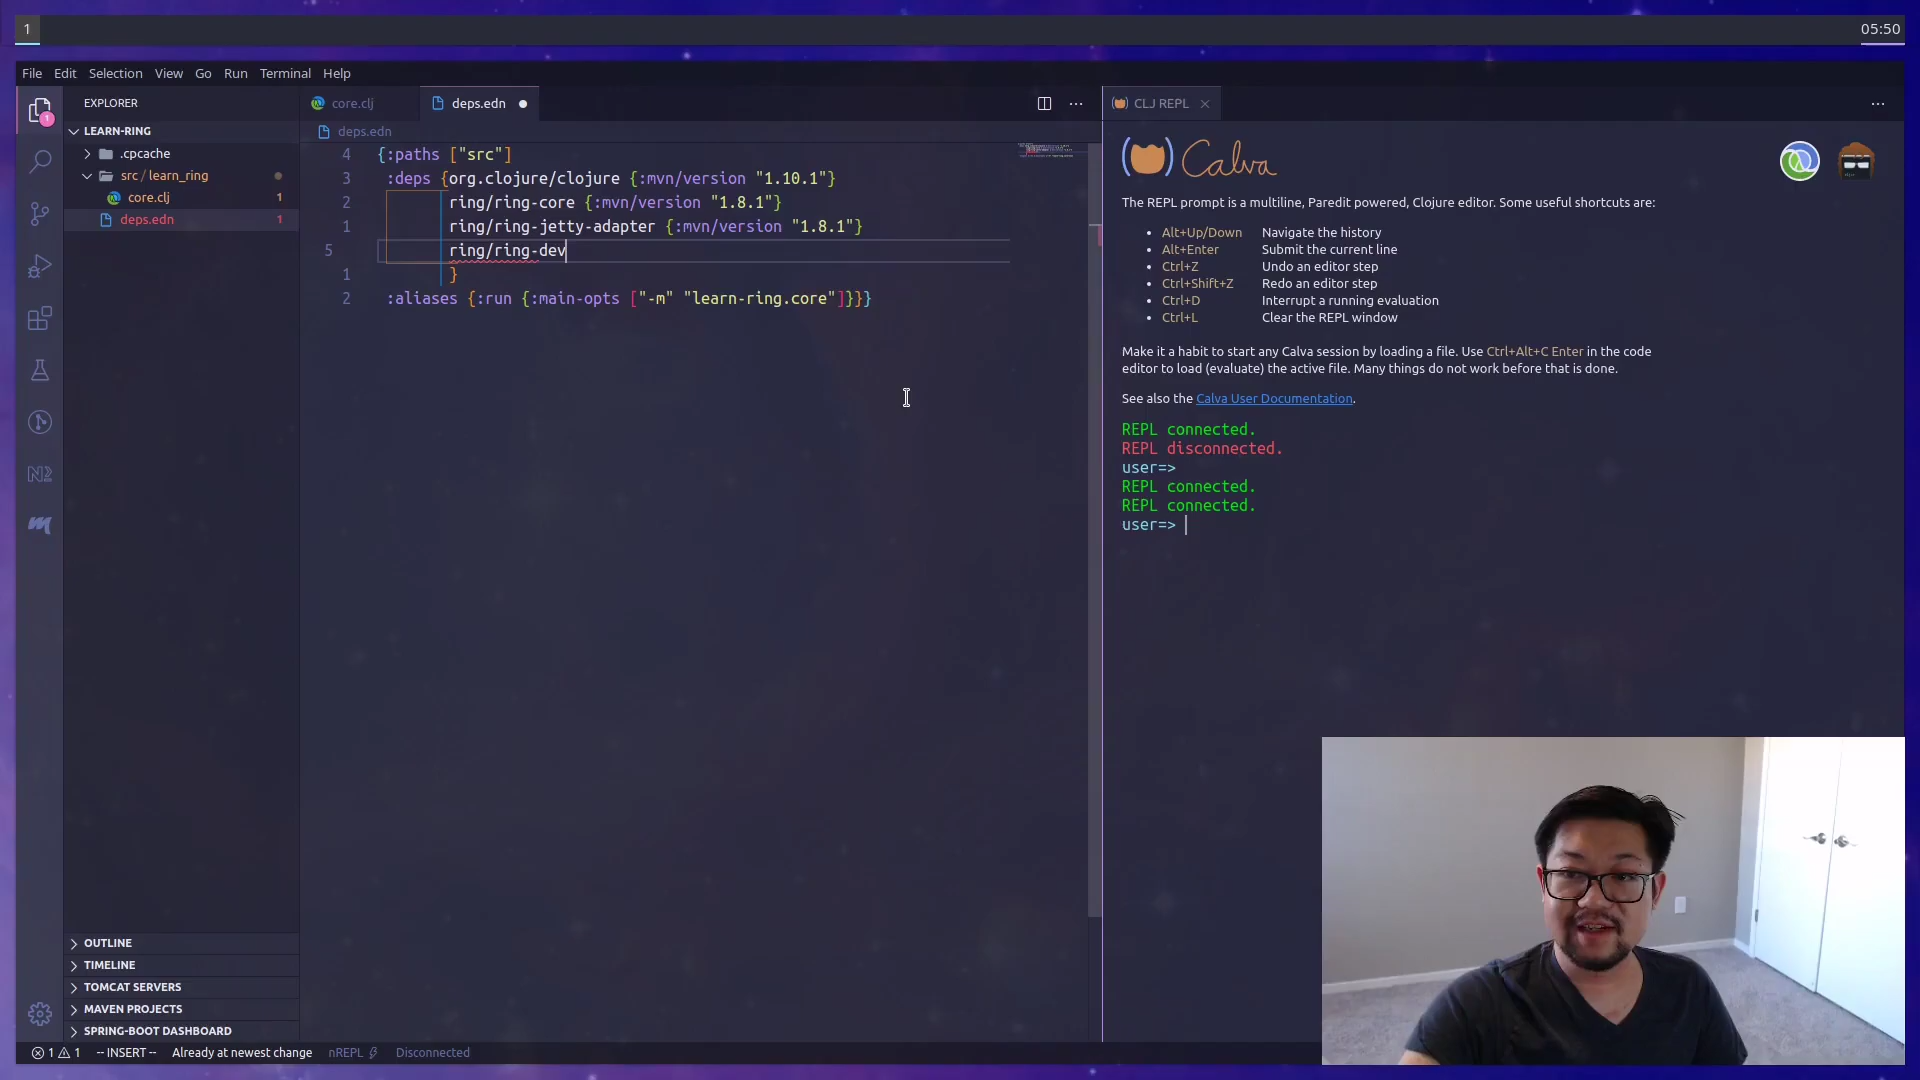 1
05:50
File Edit Selection View Go Run Terminal Help
EXPLORER
LEARN-RING
.cpcache
src / learn_ring
core.clj 1
deps.edn 1
OUTLINE
TIMELINE
TOMCAT SERVERS
MAVEN PROJECTS
SPRING-BOOT DASHBOARD
core.clj
deps.edn
deps.edn
4 {:paths ["src"]
3 :deps {org.clojure/clojure {:mvn/version "1.10.1"}
2 ring/ring-core {:mvn/version "1.8.1"}
1 ring/ring-jetty-adapter {:mvn/version "1.8.1"}
5 ring/ring-dev
1 }
2 :aliases {:run {:main-opts ["-m" "learn-ring.core"]}}}
CLJ REPL
Calva
The REPL prompt is a multiline, Paredit powered, Clojure editor. Some useful shortcuts are:
• Alt+Up/Down Navigate the history
• Alt+Enter Submit the current line
• Ctrl+Z Undo an editor step
• Ctrl+Shift+Z Redo an editor step
• Ctrl+D Interrupt a running evaluation
• Ctrl+L Clear the REPL window
Make it a habit to start any Calva session by loading a file. Use Ctrl+Alt+C Enter in the code
editor to load (evaluate) the active file. Many things do not work before that is done.
See also the Calva User Documentation.
REPL connected.
REPL disconnected.
user=>
REPL connected.
REPL connected.
user=>
1 1 -- INSERT -- Already at newest change nREPL Disconnected